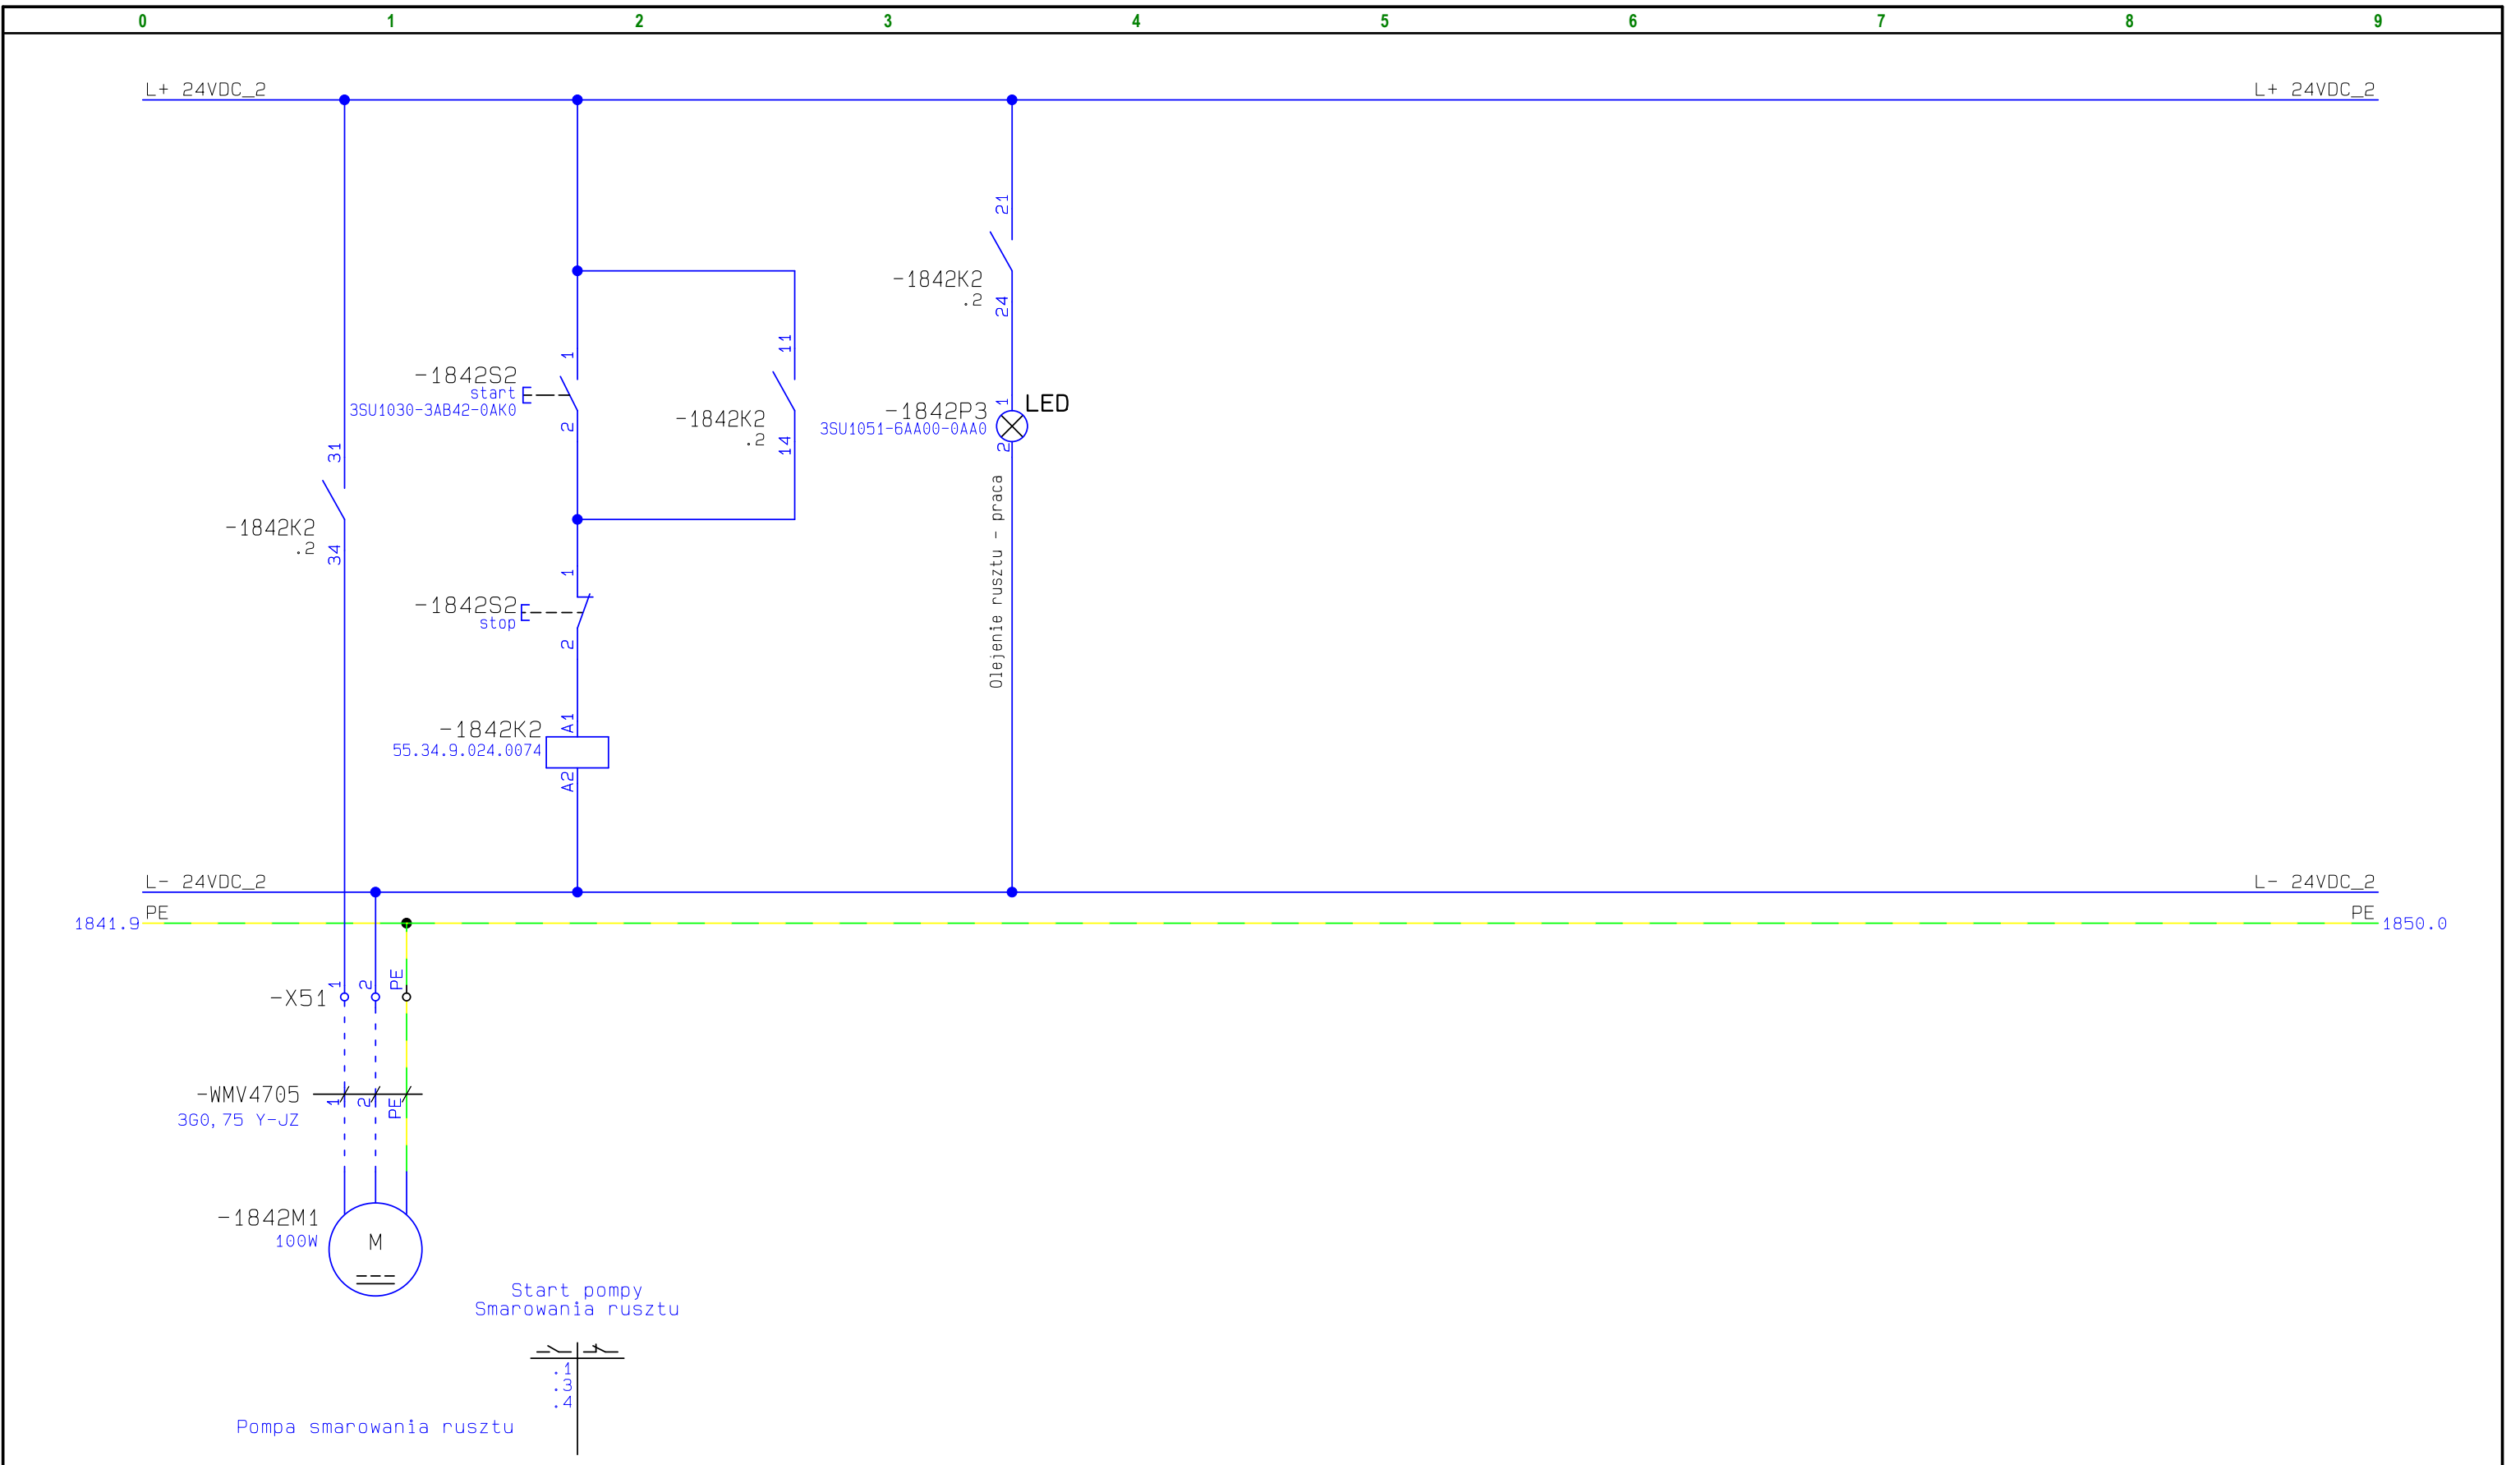 0 1 2 3 4 5 6 7 8 9
L+ 24VDC_2
L+ 24VDC_2
21
-1842K2
.2
24
1
-1842S2
start
3SU1030-3AB42-0AK0
2
11
-1842K2
.2
14
1
LED
-1842P3
3SU1051-6AA00-0AA0
2
Olejenie rusztu - praca
31
-1842K2
.2
34
1
-1842S2
stop
2
A1
-1842K2
55.34.9.024.0074
A2
L- 24VDC_2
L- 24VDC_2
PE
PE
1841.9
1850.0
1
2
PE
-X51
-WMV4705
1
2
PE
3G0,75 Y-JZ
-1842M1
100W
M
Start pompy
Smarowania rusztu
.1
.3
.4
Pompa smarowania rusztu